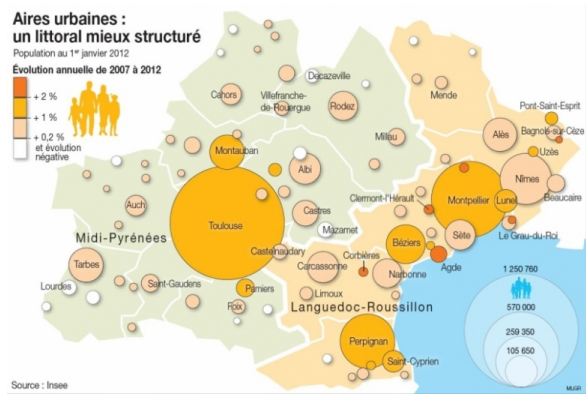 Aires urbaines :
un littoral mieux structuré
Population au 1er janvier 2012
Évolution annuelle de 2007 à 2012
+ 2 %
+ 1 %
+ 0,2 %
et évolution
négative
Decazeville
Cahors
Villefranche-
de-Rouergue
Rodez
Mende
Pont-Saint-Esprit
Bagnols-sur-Cèze
Alès
Uzès
Millau
Montauban
Albi
Nîmes
Beaucaire
Clermont-l'Hérault
Montpellier
Lunel
Auch
Toulouse
Castres
Mazamet
Le Grau-du-Roi
Sète
Midi-Pyrénées
Béziers
Agde
Castelnaudary
Corbières
Tarbes
Carcassonne
Narbonne
Lourdes
Saint-Gaudens
Pamiers
Limoux
Foix
Languedoc-Roussillon
Perpignan
Saint-Cyprien
1 250 760
570 000
259 350
105 650
Source : Insee
MLGR